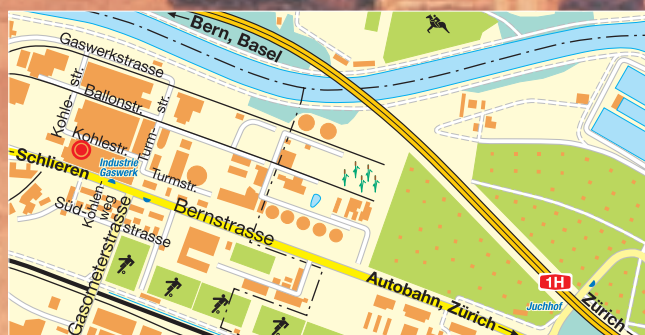 Bern, Basel
Gaswerkstrasse
Kohle-
str.
Ballonstr.
Turm-
str.
Kohlestr.
Schlieren
Industrie
Gaswerk
Turmstr.
Kohlen-
weg
Süd-
strasse
Bernstrasse
Gasometerstrasse
Autobahn, Zürich
1H
Juchhof
Zürich